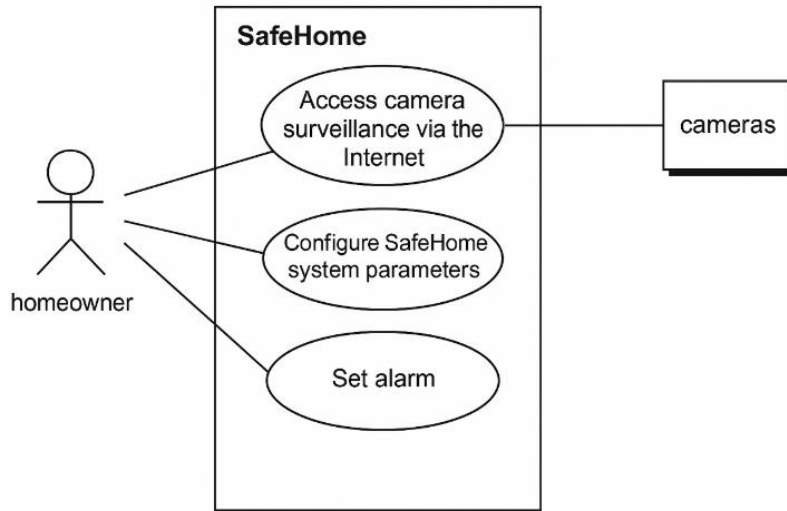 SafeHome
Access camera
surveillance via the
Internet
cameras
Configure SafeHome
system parameters
homeowner
Set alarm